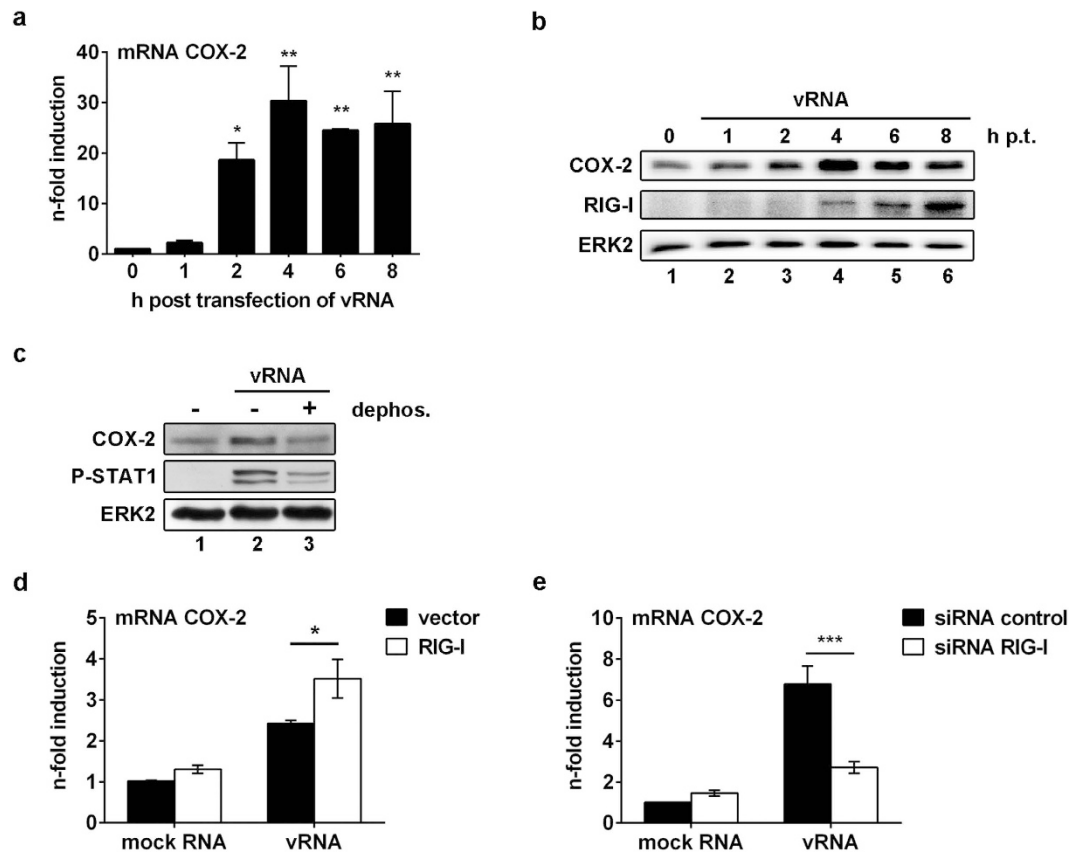 a
mRNA COX-2
n-fold induction
50
40
30
20
10
0
* ** ** **
0 1 2 4 6 8
h post transfection of vRNA
b
vRNA
0 1 2 4 6 8 h p.t.
COX-2
RIG-I
ERK2
1 2 3 4 5 6
c
vRNA
- - + dephos.
COX-2
P-STAT1
ERK2
1 2 3
d
mRNA COX-2
n-fold induction
5
4
3
2
1
0
*
mock RNA vRNA
vector
RIG-I
e
mRNA COX-2
n-fold induction
10
8
6
4
2
0
***
mock RNA vRNA
siRNA control
siRNA RIG-I